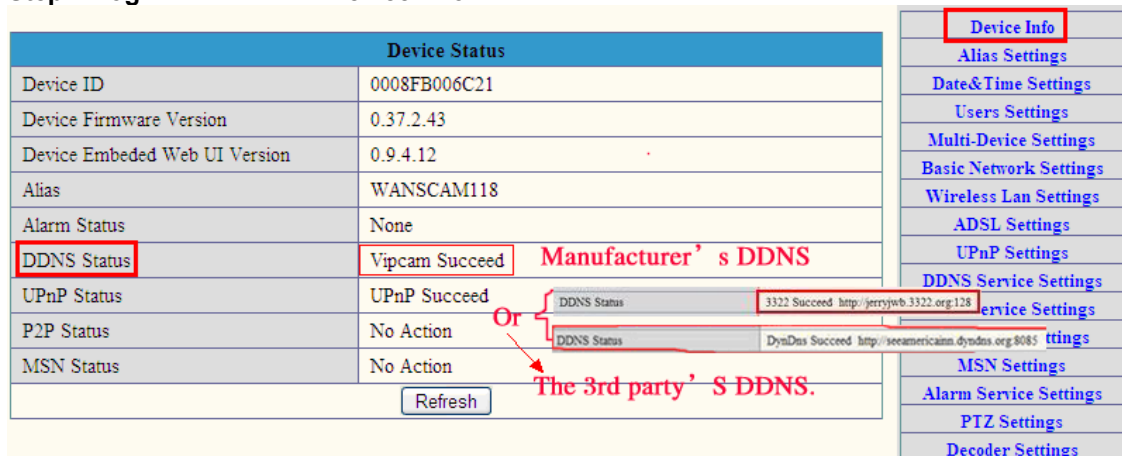 Device Status
Device ID 0008FB006C21
Device Firmware Version 0.37.2.43
Device Embeded Web UI Version 0.9.4.12
Alias WANSCAM118
Alarm Status None
DDNS Status Vipcam Succeed Manufacturer’s DDNS
UPnP Status UPnP Succeed
Or
DDNS Status 3322 Succeed http://jerryjwb.3322.org:128
DDNS Status DynDns Succeed http://seeamericainn.dyndns.org:8085
P2P Status No Action
MSN Status No Action
The 3rd party’S DDNS.
Refresh
Device Info
Alias Settings
Date&Time Settings
Users Settings
Multi-Device Settings
Basic Network Settings
Wireless Lan Settings
ADSL Settings
UPnP Settings
DDNS Service Settings
ervice Settings
ttings
MSN Settings
Alarm Service Settings
PTZ Settings
Decoder Settings